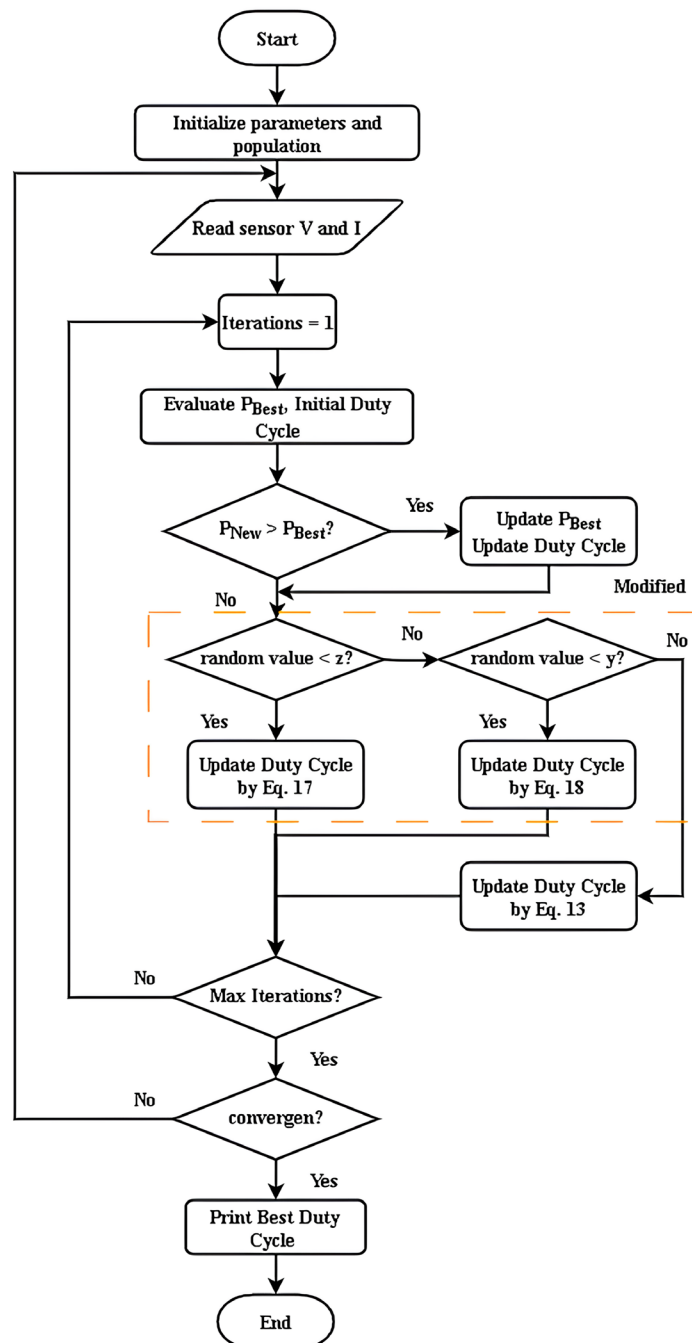 Start
Initialize parameters and
population
Read sensor V and I
Iterations = 1
Evaluate PBest, Initial Duty
Cycle
PNew > PBest?
Yes
Update PBest
Update Duty Cycle
No
Modified
random value < z?
No
random value < y?
No
Yes
Update Duty Cycle
by Eq. 17
Yes
Update Duty Cycle
by Eq. 18
Update Duty Cycle
by Eq. 13
No
Max Iterations?
Yes
No
convergen?
Yes
Print Best Duty
Cycle
End